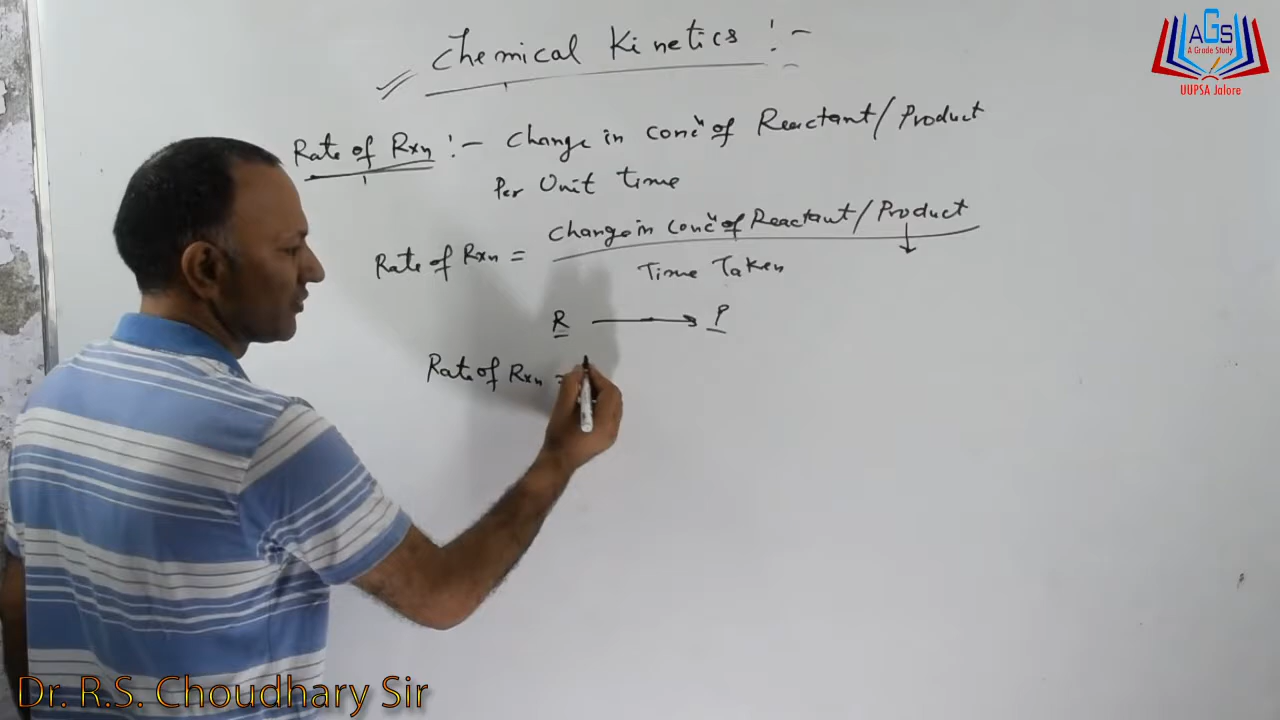 Chemical Kinetics :-
Rate of Rxn :- Change in concⁿ of Reactant/Product
Per Unit time
Rate of Rxn = change in concⁿ of Reactant/Product
Time Taken
R → P
Rate of Rxn =
AGS
A Grade Study
UUPSA Jalore
Dr. R.S. Choudhary Sir